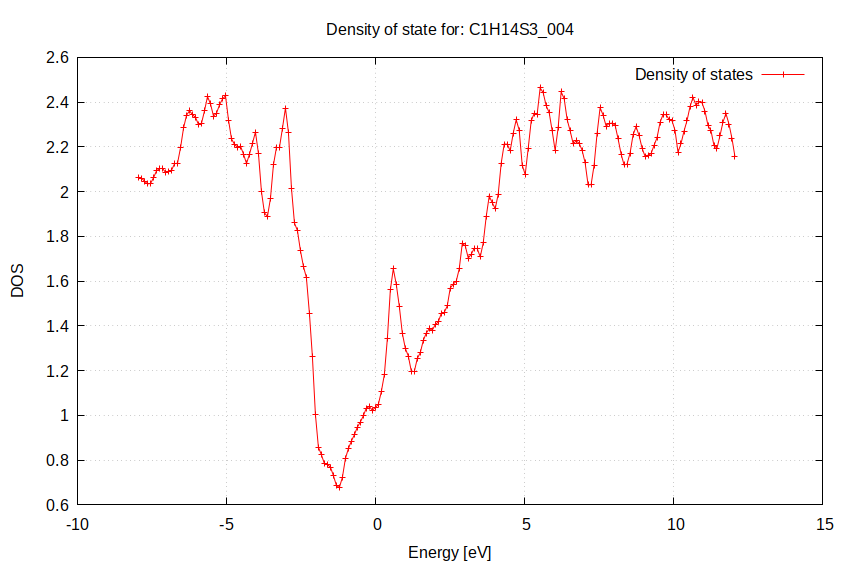 Density of state for: C1H14S3_004
Density of states
2.6
2.4
2.2
2
1.8
1.6
1.4
1.2
1
0.8
0.6
DOS
-10 -5 0 5 10 15
Energy [eV]